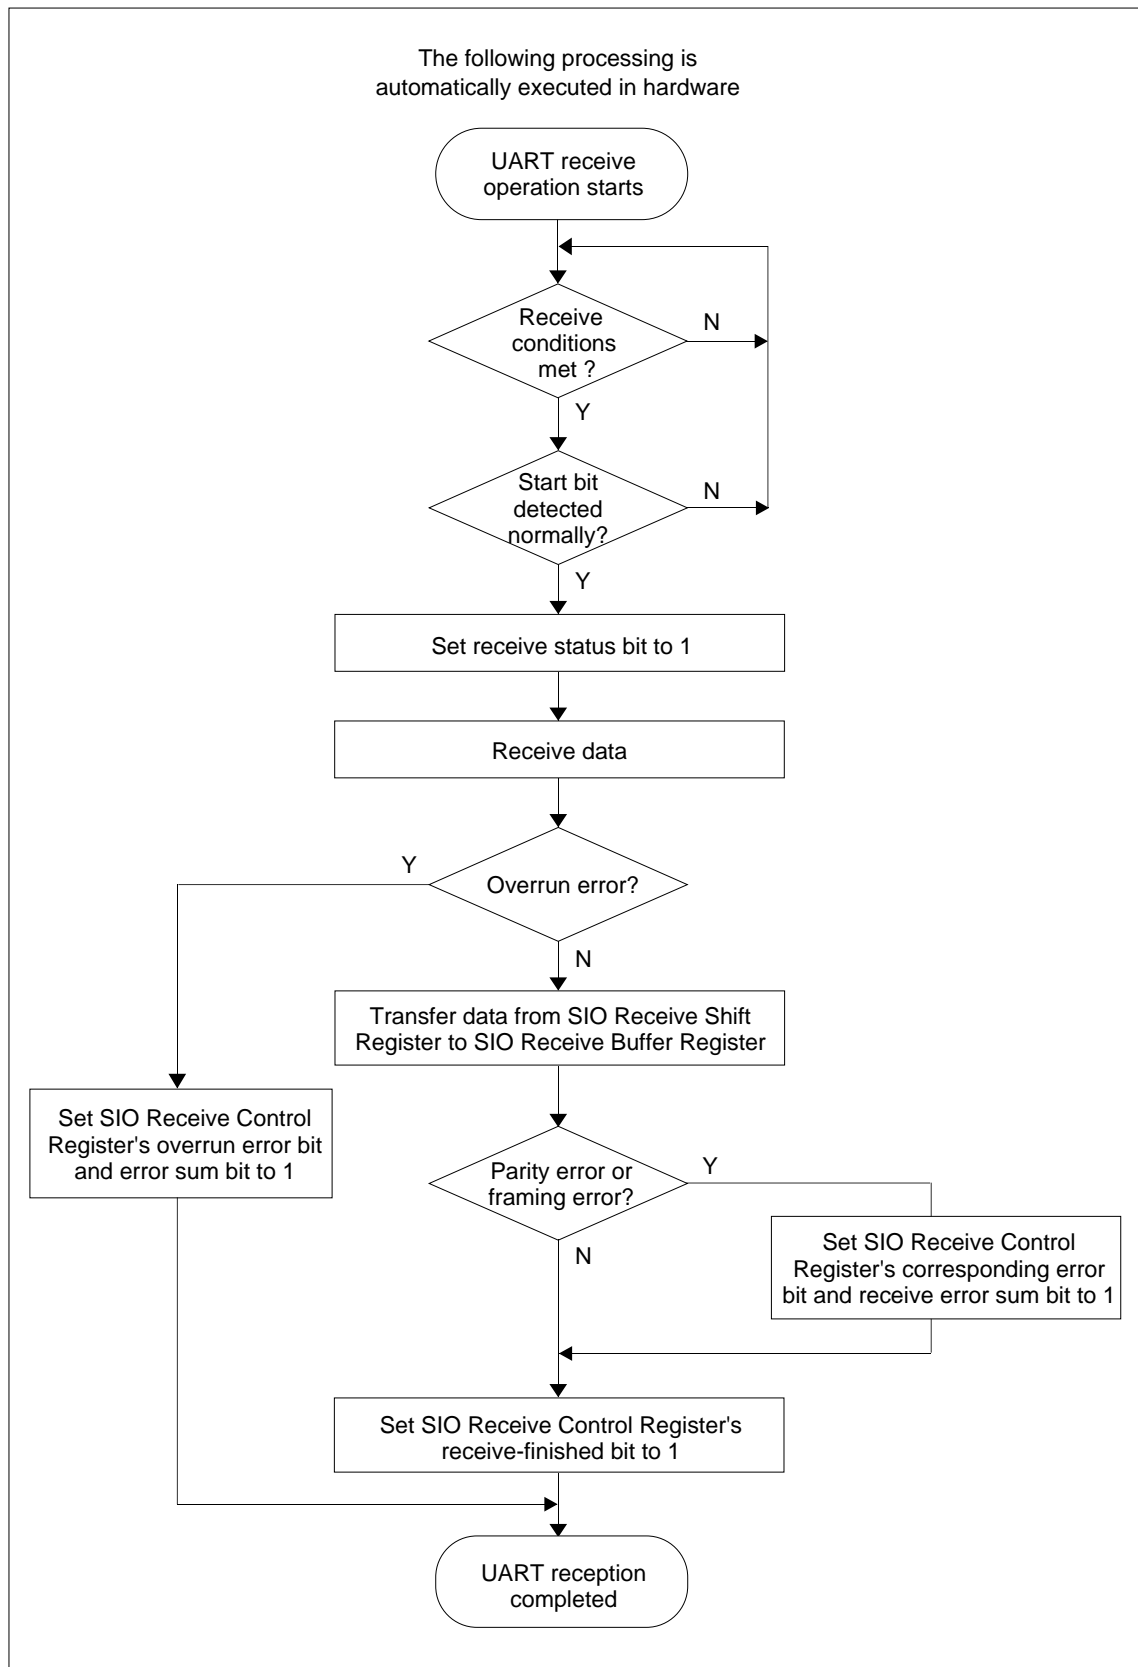 The following processing is
automatically executed in hardware
UART receive
operation starts
Receive
conditions
met ?
N
Y
Start bit
detected
normally?
N
Y
Set receive status bit to 1
Receive data
Y
Overrun error?
N
Transfer data from SIO Receive Shift
Register to SIO Receive Buffer Register
Set SIO Receive Control
Register's overrun error bit
and error sum bit to 1
Parity error or
framing error?
Y
N
Set SIO Receive Control
Register's corresponding error
bit and receive error sum bit to 1
Set SIO Receive Control Register's
receive-finished bit to 1
UART reception
completed